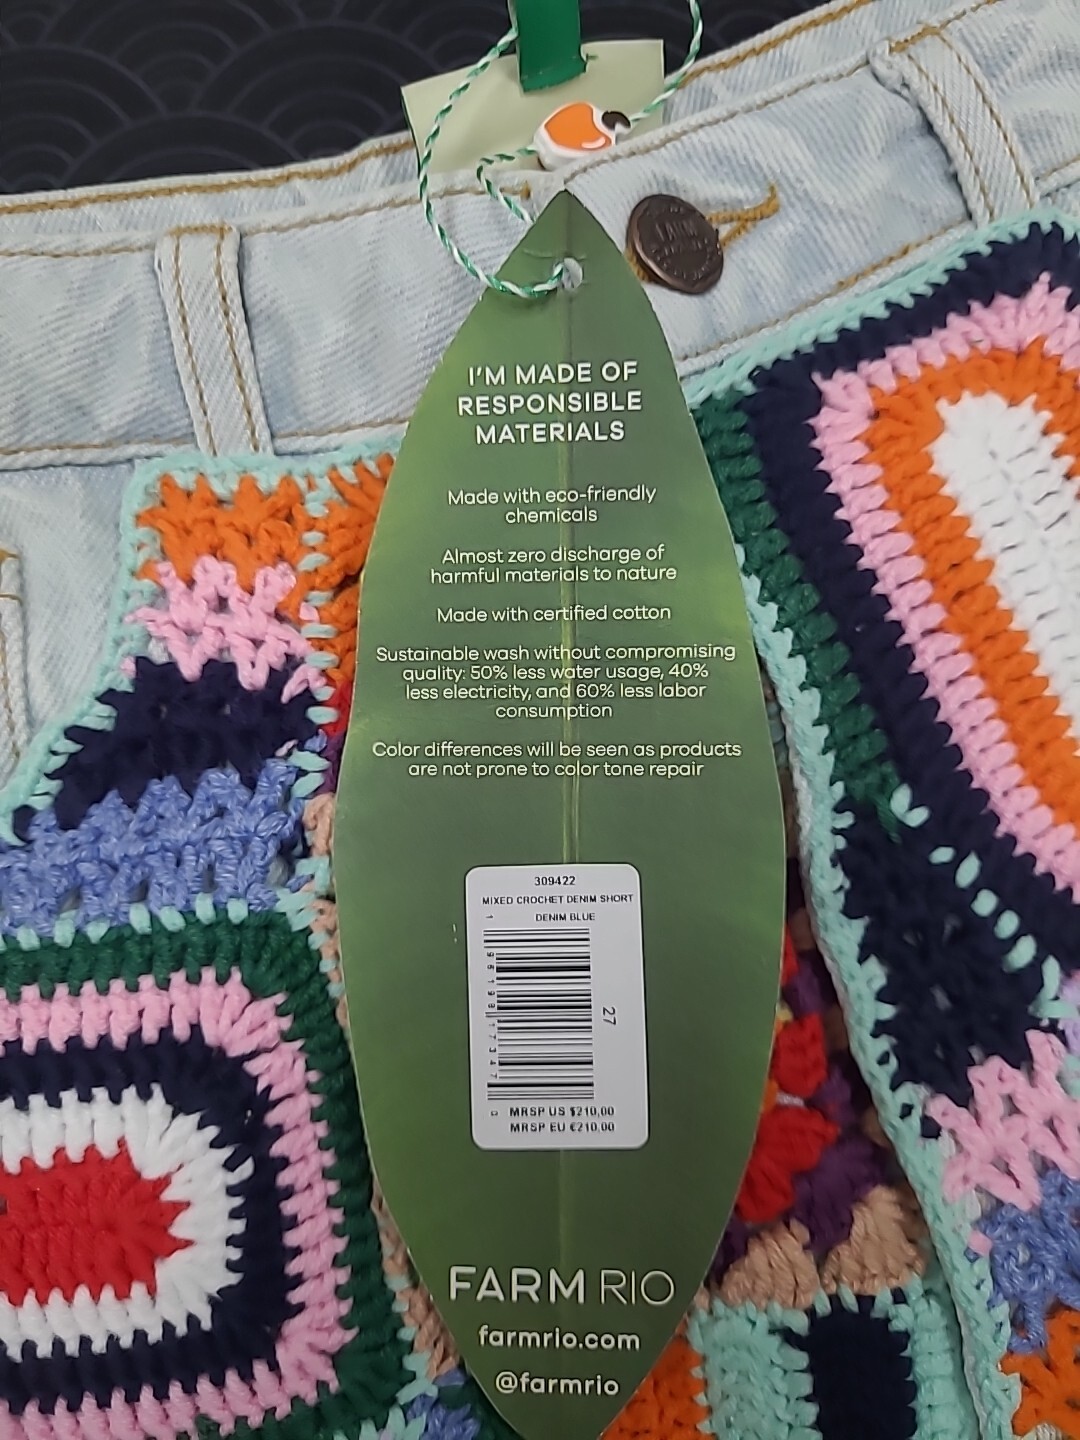 FARM
I'M MADE OF
RESPONSIBLE
MATERIALS
Made with eco-friendly
chemicals
Almost zero discharge of
harmful materials to nature
Made with certified cotton
Sustainable wash without compromising
quality: 50% less water usage, 40%
less electricity, and 60% less labor
consumption
Color differences will be seen as products
are not prone to color tone repair
309422
MIXED CROCHET DENIM SHORT
DENIM BLUE
27
MRSP US $210,00
MRSP EU €210,00
FARM RIO
farmrio.com
@farmrio